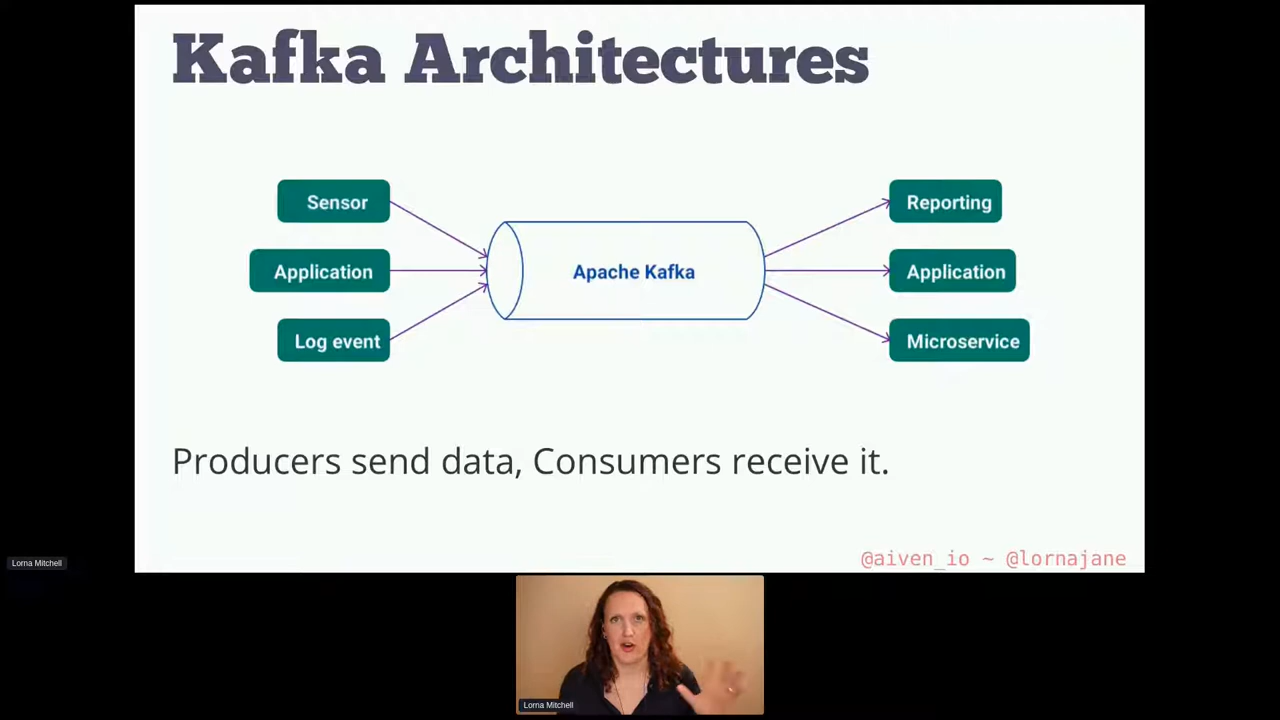 Kafka Architectures
Sensor
Application
Log event
Apache Kafka
Reporting
Application
Microservice
Producers send data, Consumers receive it.
@aiven_io ~ @lornajane
Lorna Mitchell
Lorna Mitchell